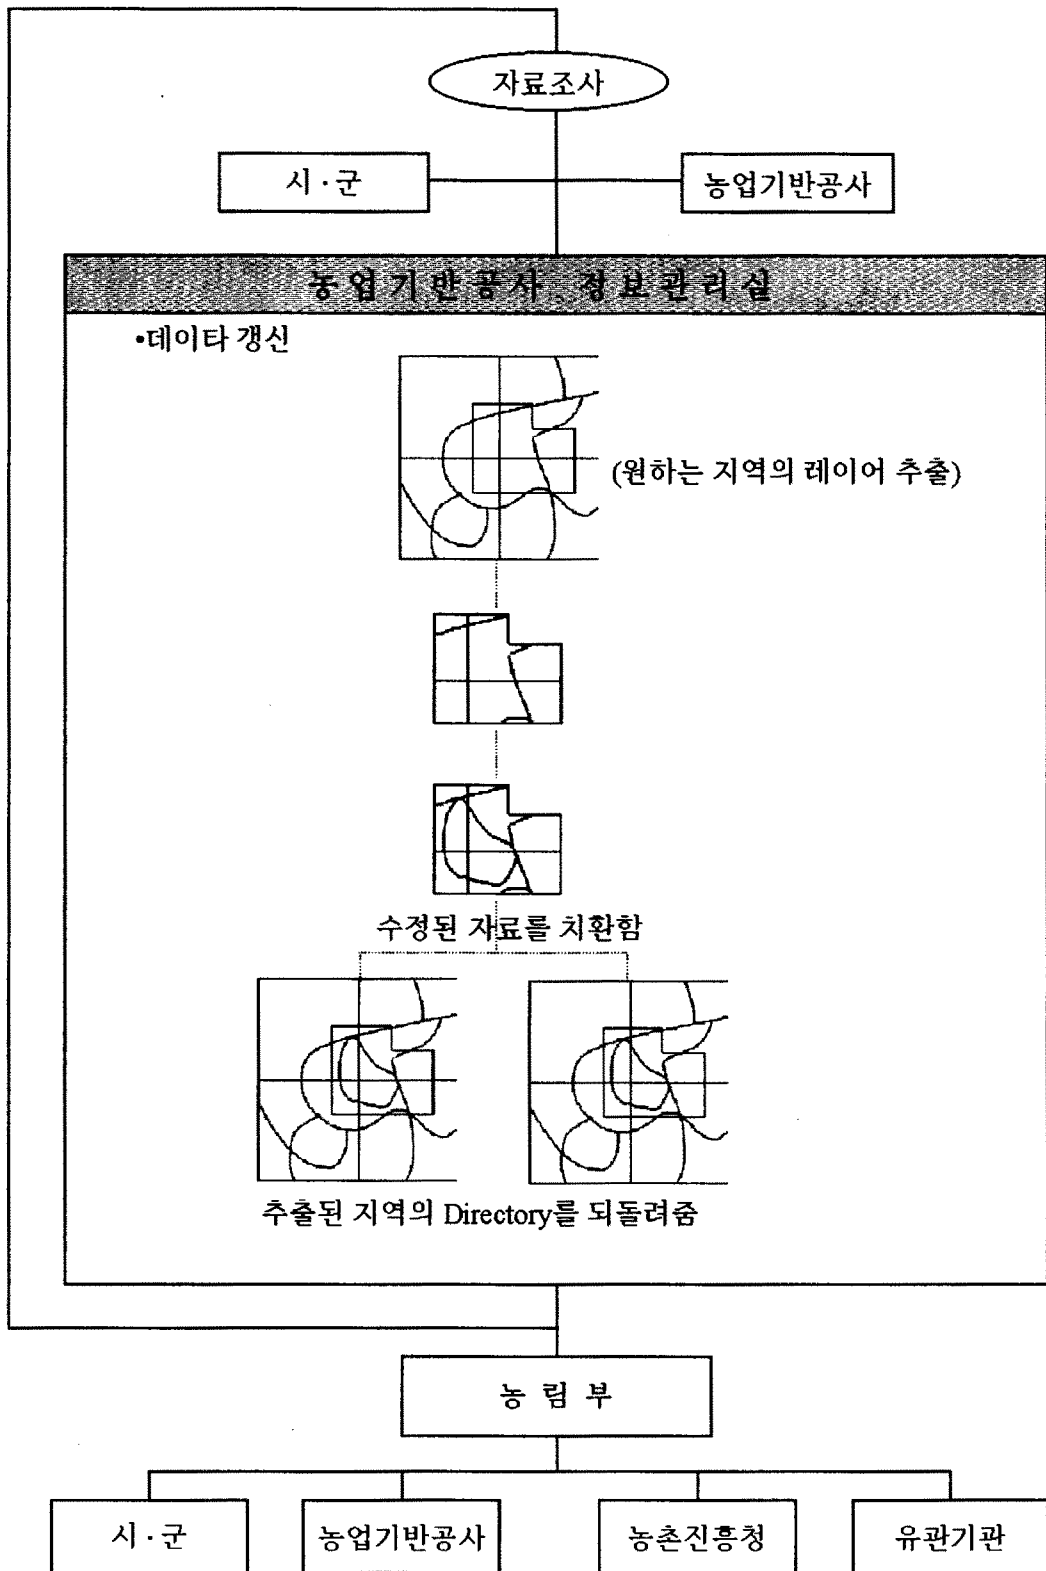 자료조사
시·군
농업기반공사
농업기반공사 정보관리실
•데이타 갱신
(원하는 지역의 레이어 추출)
수정된 자료를 치환함
추출된 지역의 Directory를 되돌려줌
농림부
시·군
농업기반공사
농촌진흥청
유관기관